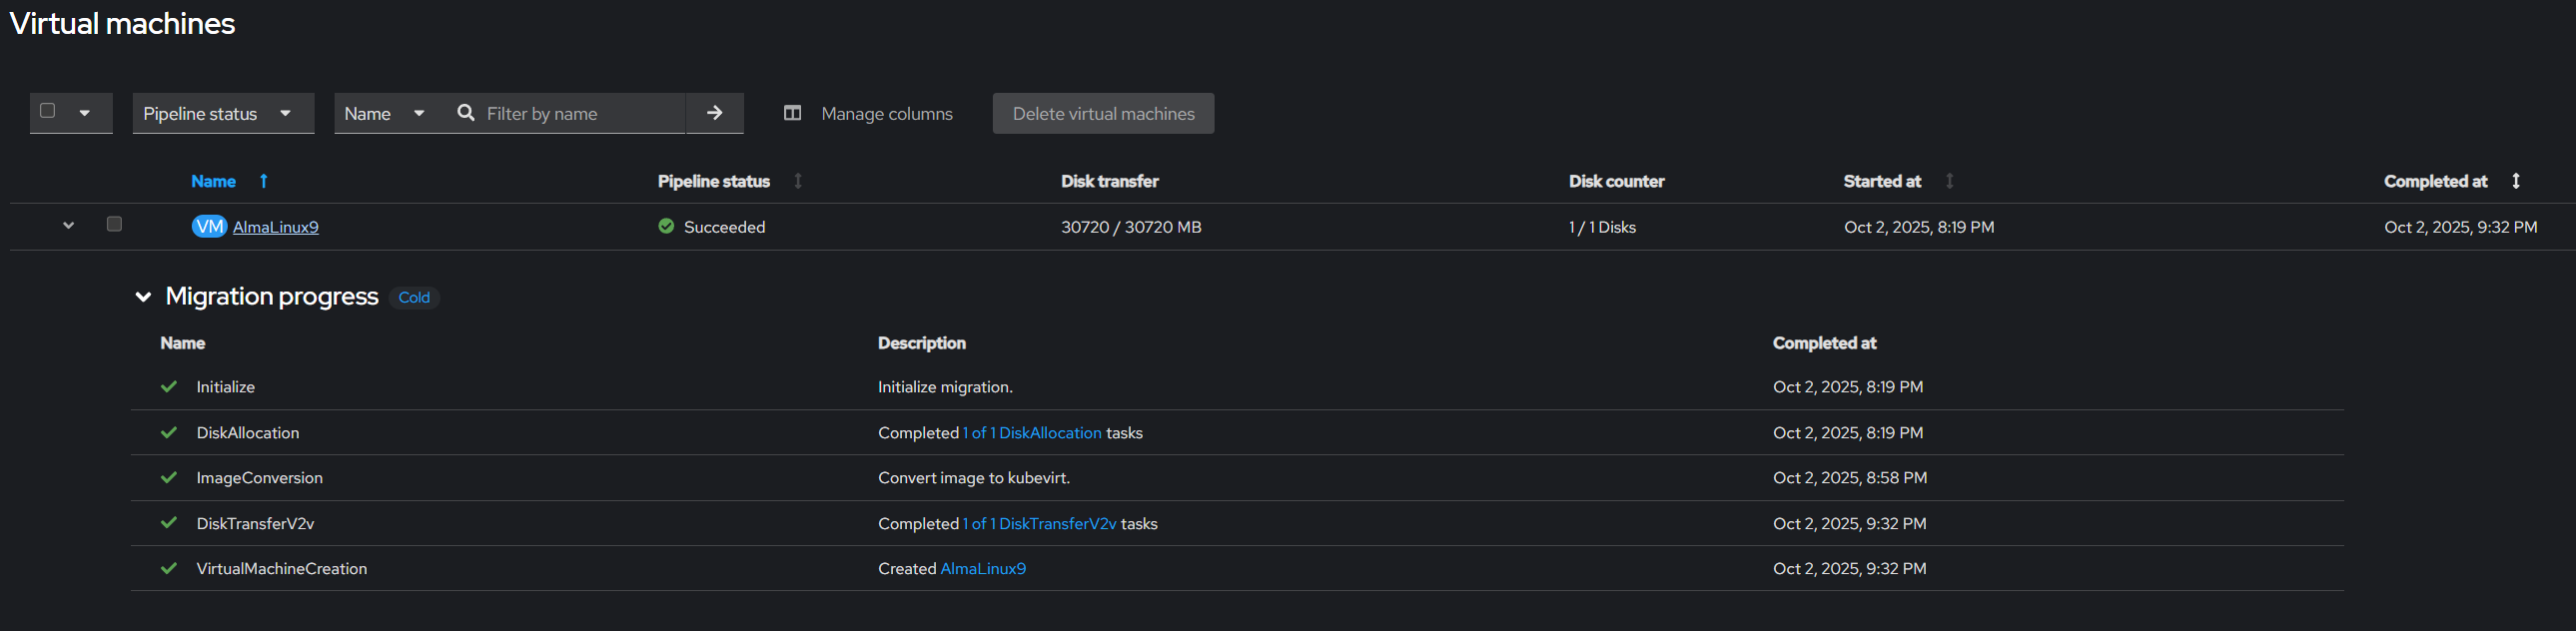 Virtual machines
Pipeline status Name Filter by name Manage columns Delete virtual machines
Name Pipeline status Disk transfer Disk counter Started at Completed at
VM AlmaLinux9 Succeeded 30720 / 30720 MB 1 / 1 Disks Oct 2, 2025, 8:19 PM Oct 2, 2025, 9:32 PM
Migration progress Cold
Name Description Completed at
Initialize Initialize migration. Oct 2, 2025, 8:19 PM
DiskAllocation Completed 1 of 1 DiskAllocation tasks Oct 2, 2025, 8:19 PM
ImageConversion Convert image to kubevirt. Oct 2, 2025, 8:58 PM
DiskTransferV2v Completed 1 of 1 DiskTransferV2v tasks Oct 2, 2025, 9:32 PM
VirtualMachineCreation Created AlmaLinux9 Oct 2, 2025, 9:32 PM